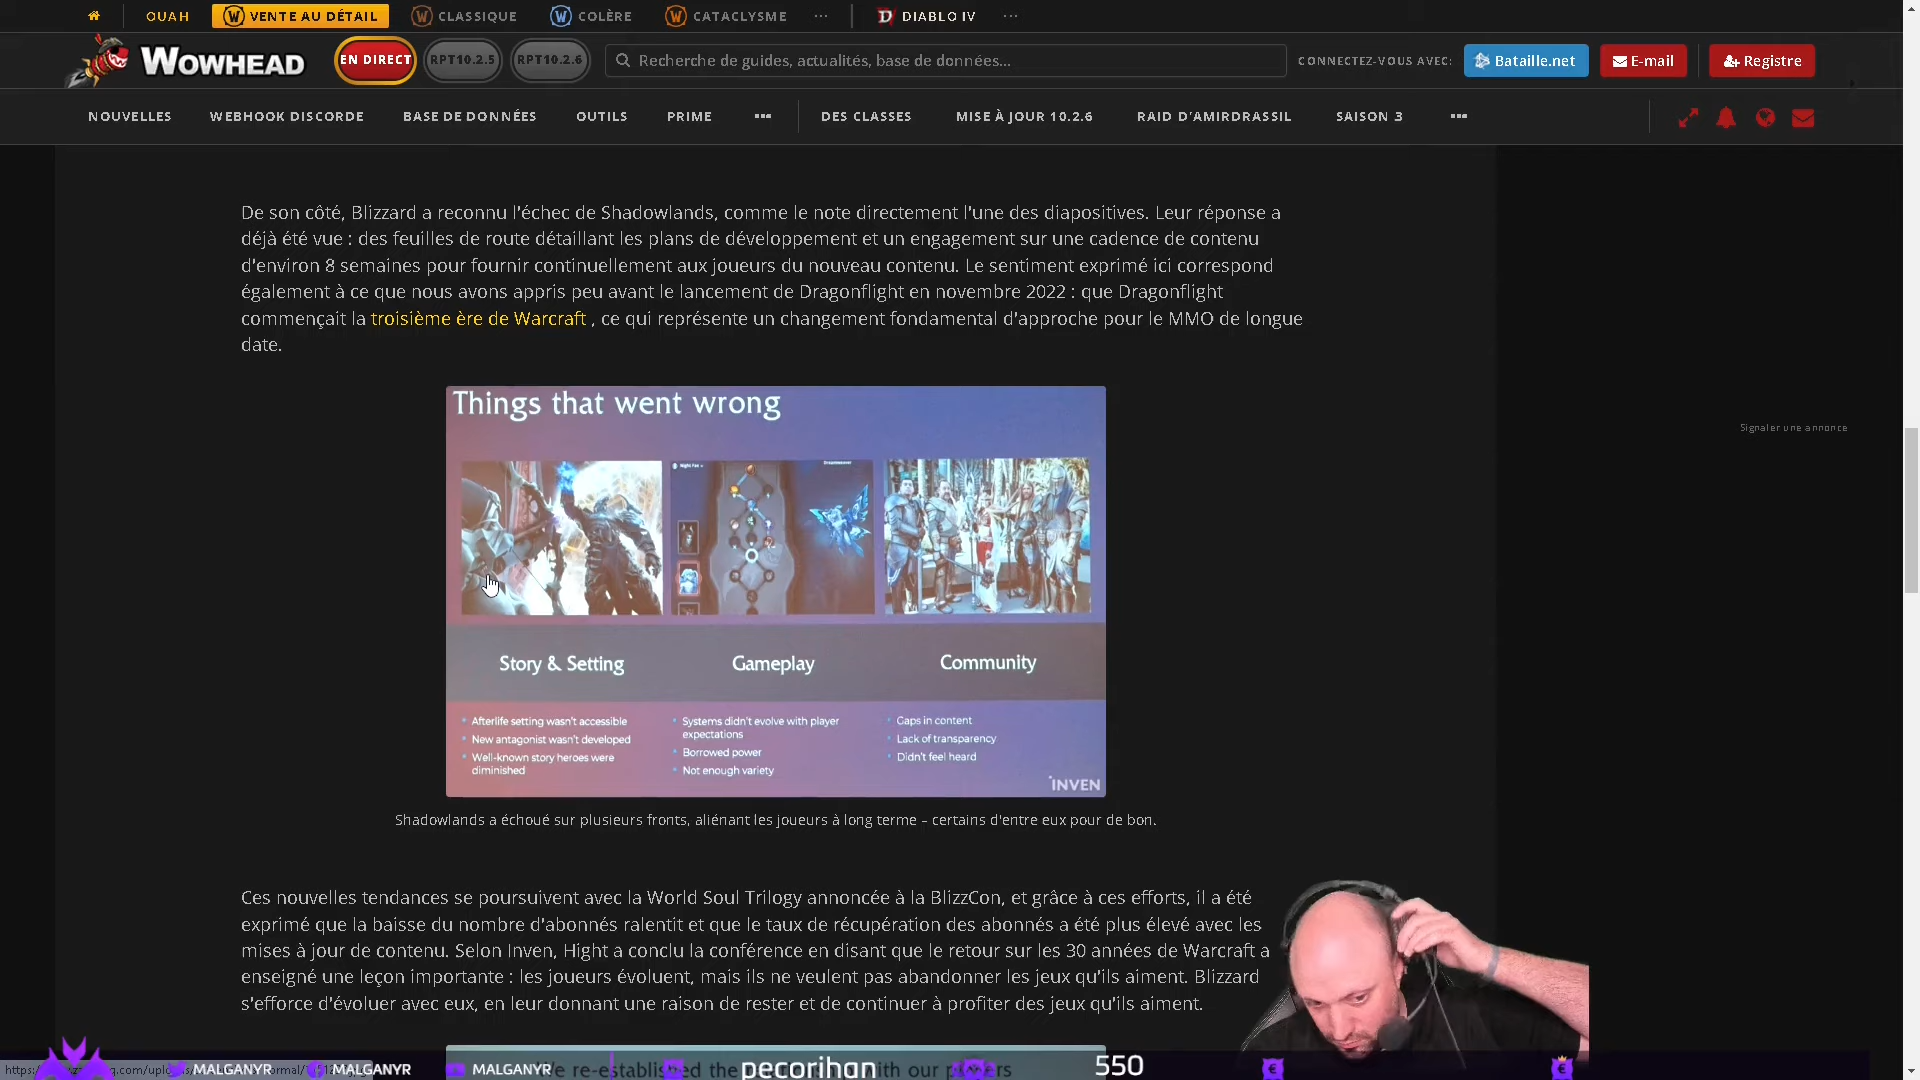 OUAH
VENTE AU DÉTAIL
CLASSIQUE
COLÈRE
CATACLYSME
DIABLO IV
WOWHEAD
EN DIRECT
RPT10.2.5
RPT10.2.6
Recherche de guides, actualités, base de données...
CONNECTEZ-VOUS AVEC:
Bataille.net
E-mail
Registre
NOUVELLES
WEBHOOK DISCORDE
BASE DE DONNÉES
OUTILS
PRIME
DES CLASSES
MISE À JOUR 10.2.6
RAID D'AMIRDRASSIL
SAISON 3
De son côté, Blizzard a reconnu l'échec de Shadowlands, comme le note directement l'une des diapositives. Leur réponse a
déjà été vue : des feuilles de route détaillant les plans de développement et un engagement sur une cadence de contenu
d'environ 8 semaines pour fournir continuellement aux joueurs du nouveau contenu. Le sentiment exprimé ici correspond
également à ce que nous avons appris peu avant le lancement de Dragonflight en novembre 2022 : que Dragonflight
commençait la troisième ère de Warcraft , ce qui représente un changement fondamental d'approche pour le MMO de longue
date.
Signaler une annonce
Things that went wrong
Story & Setting
Afterlife setting wasn't accessible
New antagonist wasn't developed
Well-known story heroes were
diminished
Gameplay
Systems didn't evolve with player
expectations
Borrowed power
Not enough variety
Community
Gaps in content
Lack of transparency
Didn't feel heard
INVEN
Shadowlands a échoué sur plusieurs fronts, aliénant les joueurs à long terme – certains d'entre eux pour de bon.
Ces nouvelles tendances se poursuivent avec la World Soul Trilogy annoncée à la BlizzCon, et grâce à ces efforts, il a été
exprimé que la baisse du nombre d'abonnés ralentit et que le taux de récupération des abonnés a été plus élevé avec les
mises à jour de contenu. Selon Inven, Hight a conclu la conférence en disant que le retour sur les 30 années de Warcraft a
enseigné une leçon importante : les joueurs évoluent, mais ils ne veulent pas abandonner les jeux qu'ils aiment. Blizzard
s'efforce d'évoluer avec eux, en leur donnant une raison de rester et de continuer à profiter des jeux qu'ils aiment.
MALGANYR
MALGANYR
MALGANYR
pecorihan
550